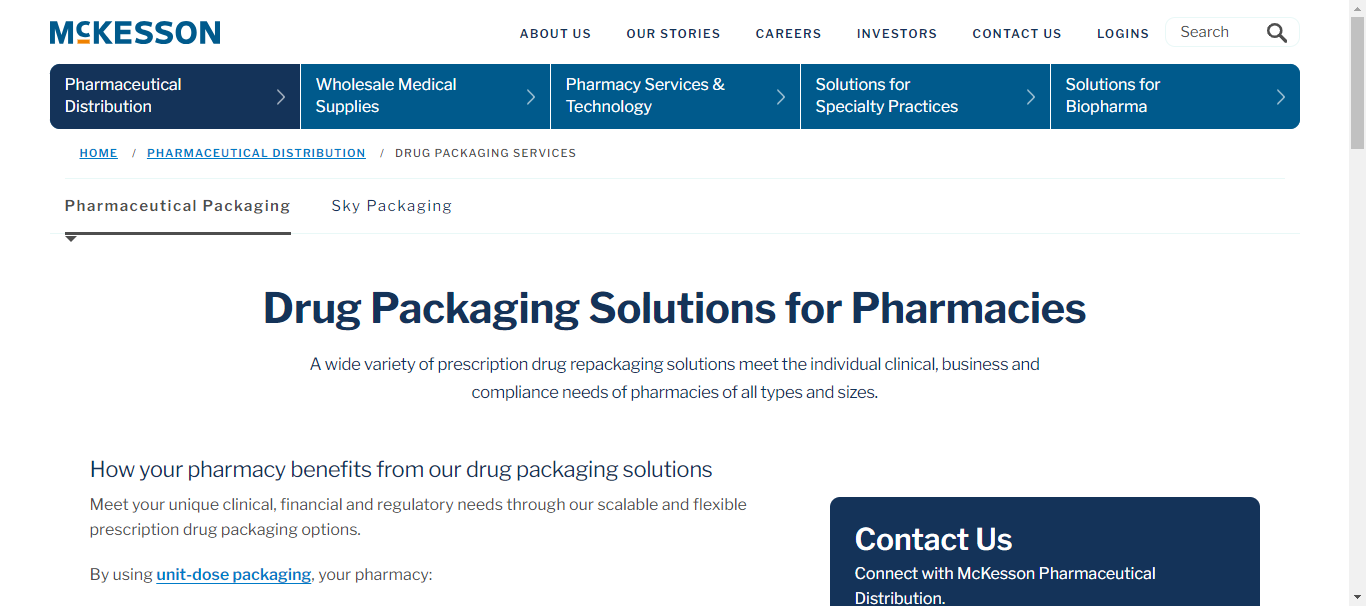 McKESSON
ABOUT US
OUR STORIES
CAREERS
INVESTORS
CONTACT US
LOGINS
Search
Pharmaceutical
Distribution
Wholesale Medical
Supplies
Pharmacy Services &
Technology
Solutions for
Specialty Practices
Solutions for
Biopharma
HOME / PHARMACEUTICAL DISTRIBUTION / DRUG PACKAGING SERVICES
Pharmaceutical Packaging
Sky Packaging
Drug Packaging Solutions for Pharmacies
A wide variety of prescription drug repackaging solutions meet the individual clinical, business and
compliance needs of pharmacies of all types and sizes.
How your pharmacy benefits from our drug packaging solutions
Meet your unique clinical, financial and regulatory needs through our scalable and flexible
prescription drug packaging options.
By using unit-dose packaging, your pharmacy:
Contact Us
Connect with McKesson Pharmaceutical
Distribution.